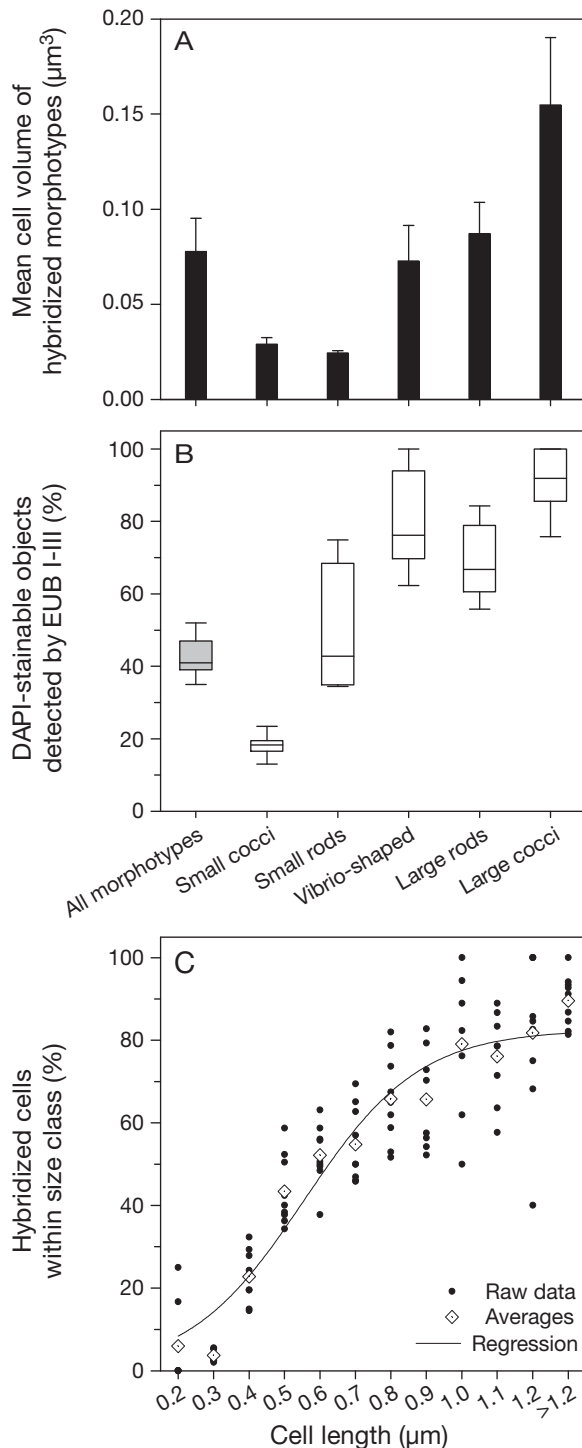 A
Mean cell volume of
hybridized morphotypes (µm³)
0.20
0.15
0.10
0.05
0.00
B
DAPI-stainable objects
detected by EUB I-III (%)
100
80
60
40
20
0
All morphotypes
Small cocci
Small rods
Vibrio-shaped
Large rods
Large cocci
C
Hybridized cells
within size class (%)
100
80
60
40
20
0
Raw data
Averages
Regression
0.2
0.3
0.4
0.5
0.6
0.7
0.8
0.9
1.0
1.1
1.2
>1.2
Cell length (µm)